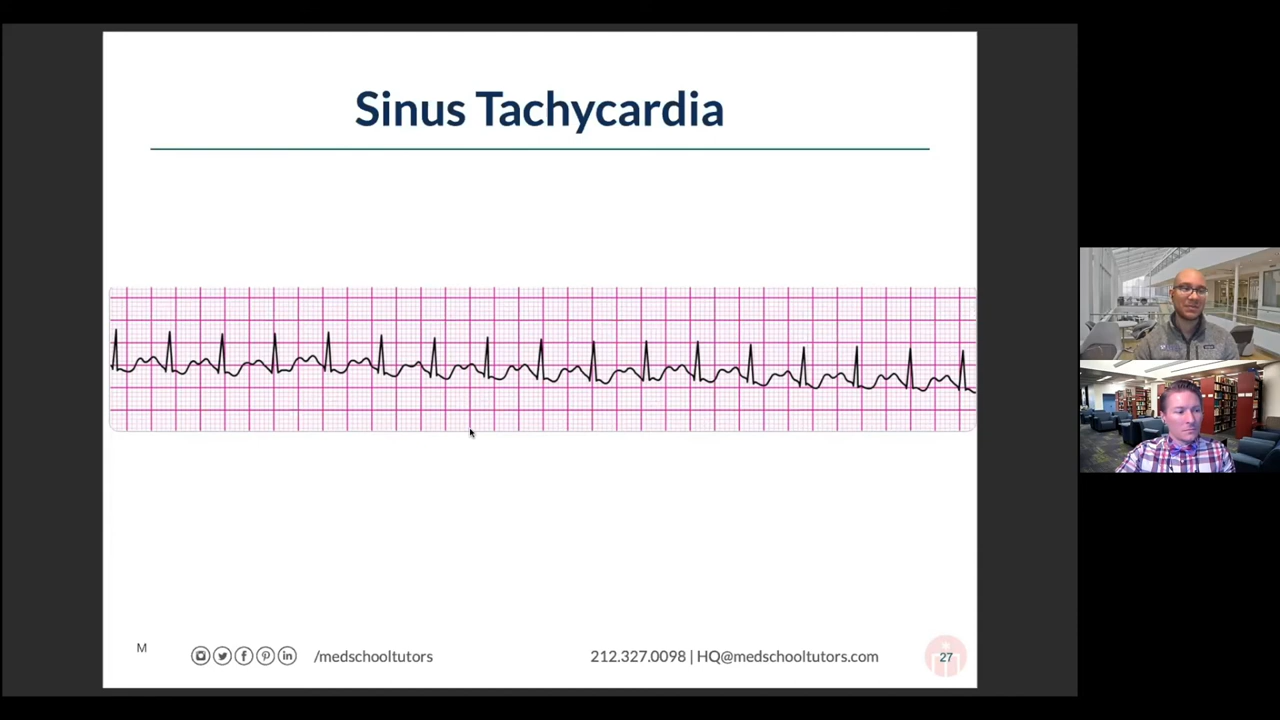 Sinus Tachycardia
M
/medschooltutors
212.327.0098 | HQ@medschooltutors.com
27